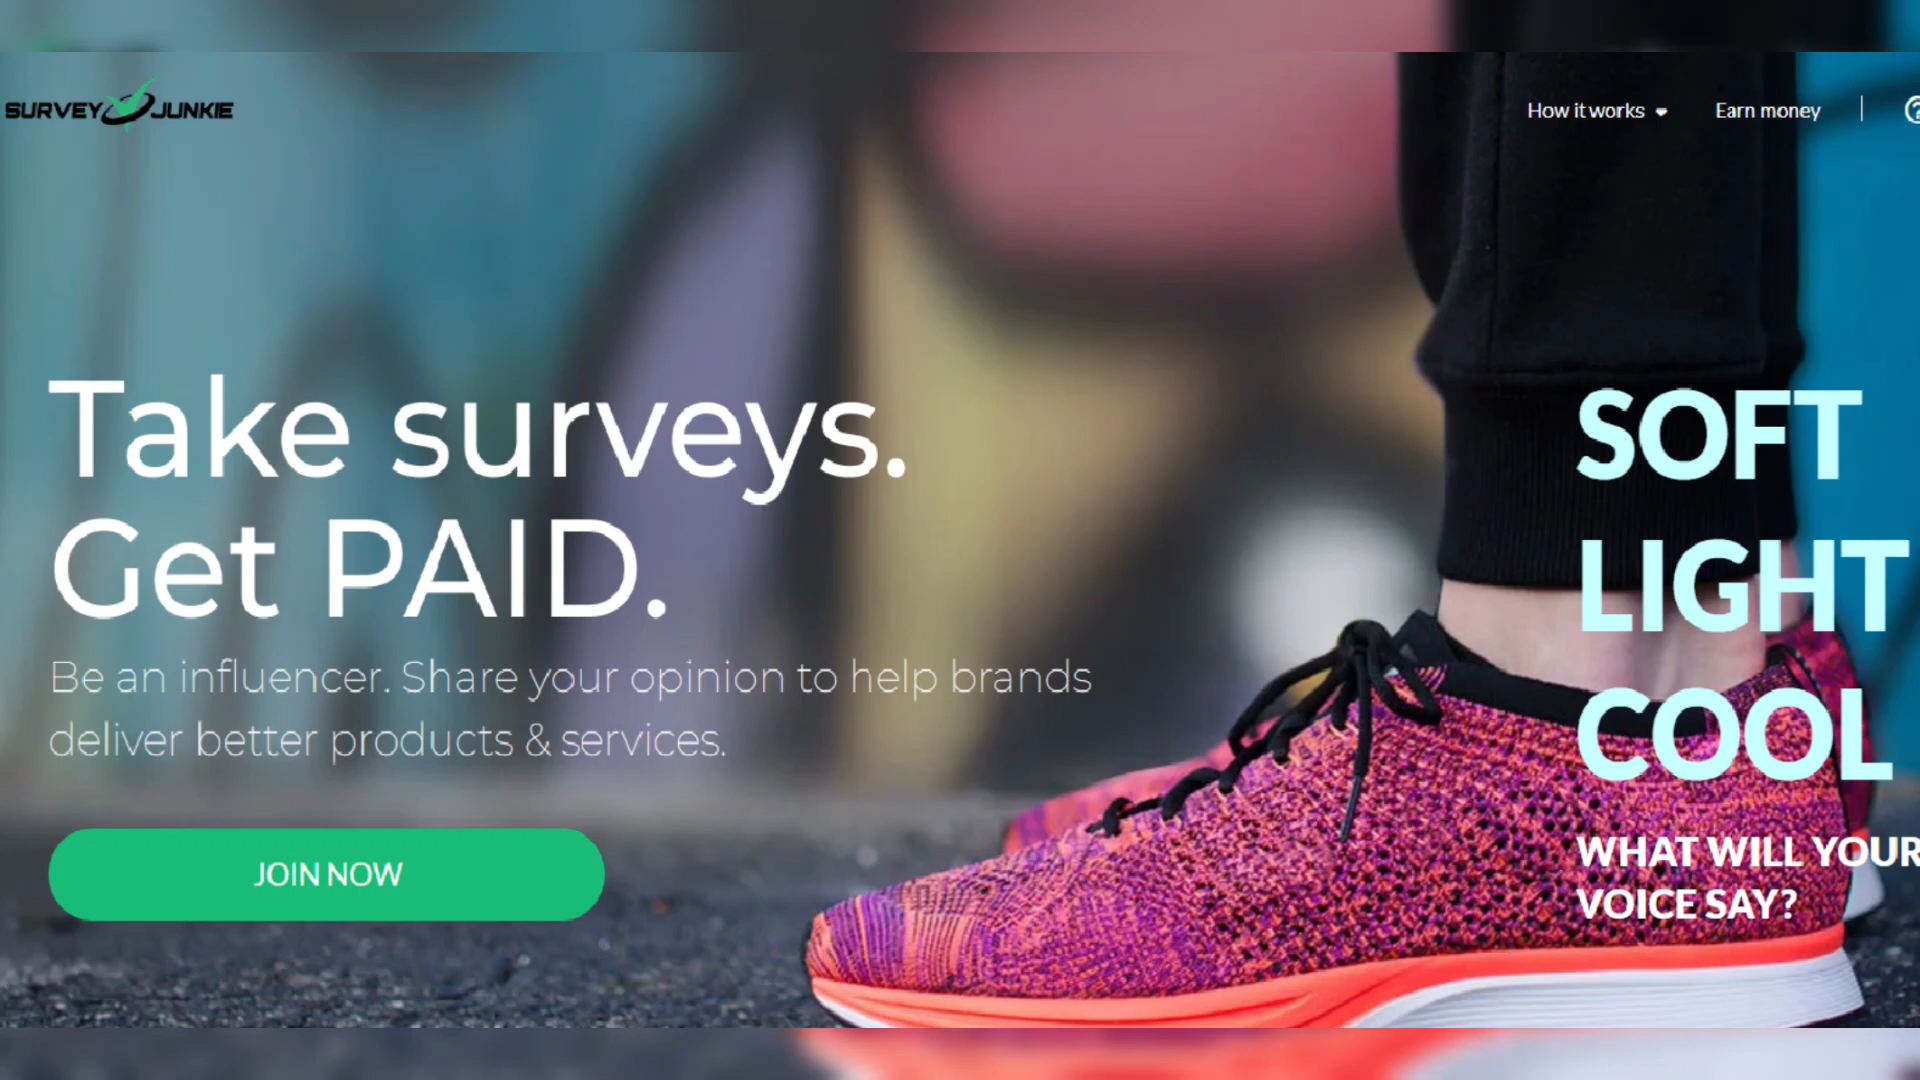 SURVEY JUNKIE
How it works
Earn money
Take surveys.
Get PAID.
Be an influencer. Share your opinion to help brands
deliver better products & services.
JOIN NOW
SOFT
LIGHT
COOL
WHAT WILL YOUR
VOICE SAY?